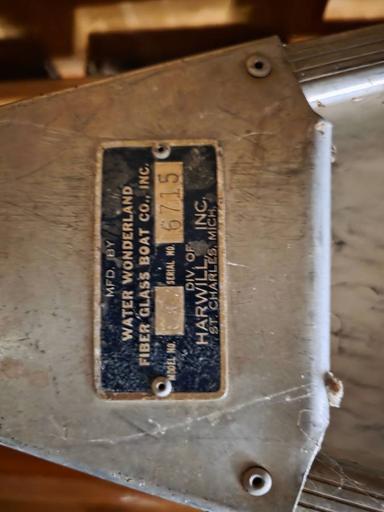 MFD. BY
WATER WONDERLAND
FIBER GLASS BOAT CO., INC.
MODEL NO. SERIAL NO. 6715
DIV. OF
HARWILL, INC.
ST. CHARLES, MICH.